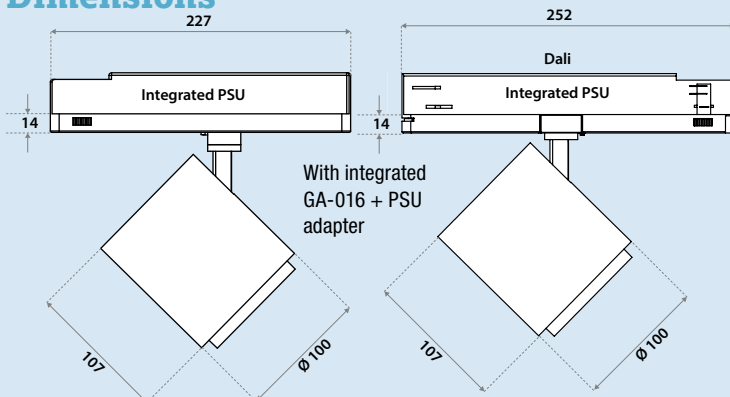 Dimensions
227
252
Dali
Integrated PSU
Integrated PSU
14
14
With integrated
GA-016 + PSU
adapter
107
Ø 100
107
Ø 100